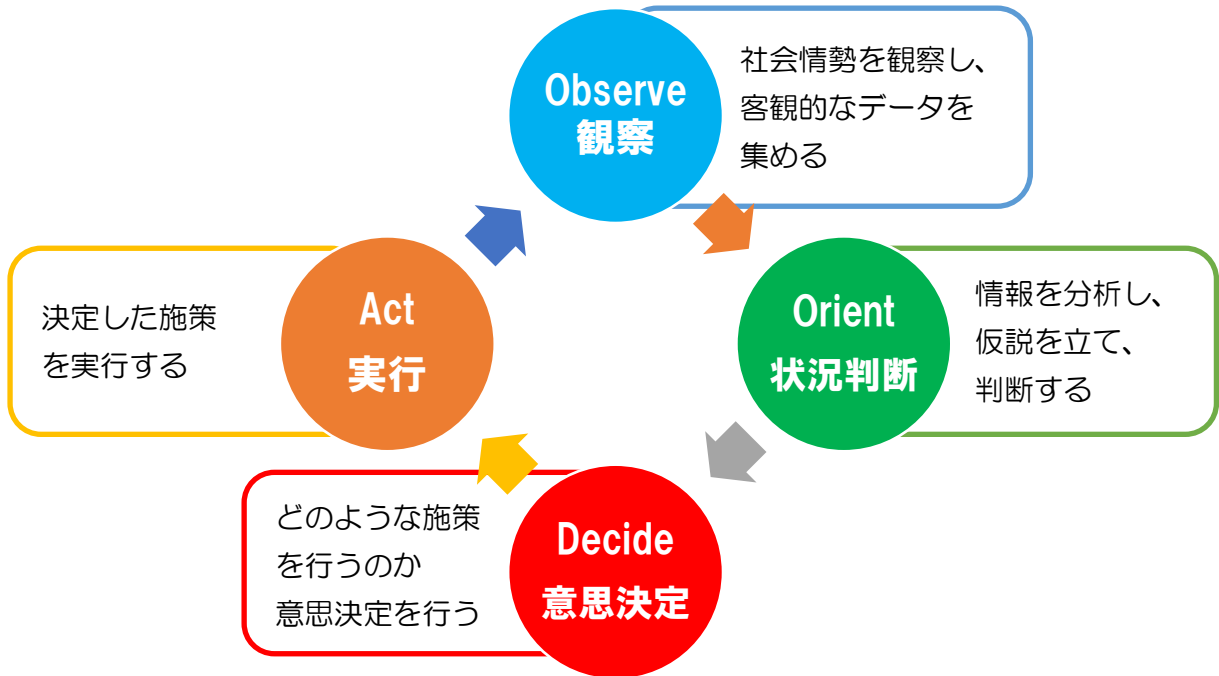 Observe
観察
社会情勢を観察し、
客観的なデータを
集める
Orient
状況判断
情報を分析し、
仮説を立て、
判断する
Decide
意思決定
どのような施策
を行うのか
意思決定を行う
Act
実行
決定した施策
を実行する